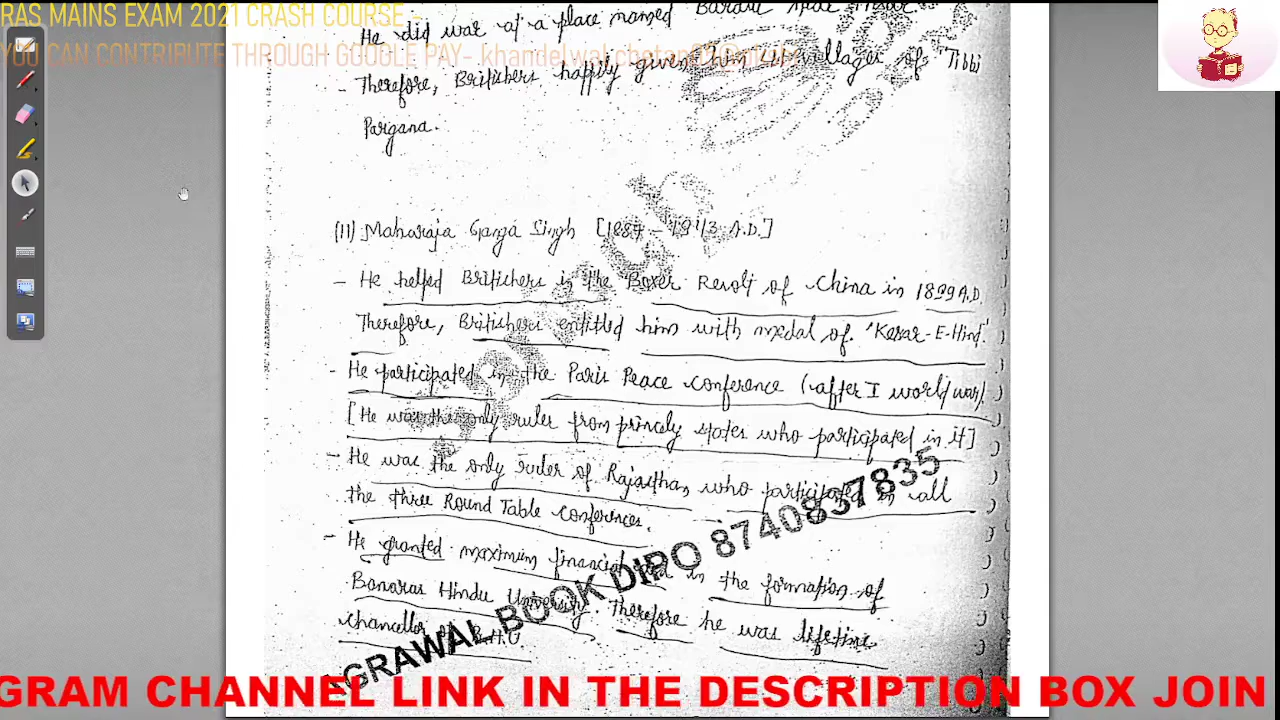 RAS MAINS EXAM 2021 CRASH COURSE -
YOU CAN CONTRIBUTE THROUGH GOOGLE PAY-
He did war of a place named
- Therefore, Britishers happily given him villages of Tibbi
Pargana.
(11) Maharaja Ganga Singh [1887 - 1943 A.D.]
- He helped Britishers in the Boxer Revolt of China in 1899 A.D.
Therefore, Britishers entitled him with medal of 'Kesar-E-Hind'
- He participated in the Paris Peace conference (after I world war)
[He was the only ruler from princely states who participated in it]
- He was the only ruler of Rajasthan who participated in all
the three Round Table conferences.
- He granted maximum financial in the formation of
Banaras Hindu University. Therefore he was lifetime
chancellor of B.H.U
AGRAWAL BOOK DIPO 8740837835
GRAM CHANNEL LINK IN THE DESCRIPTION BOX JOIN